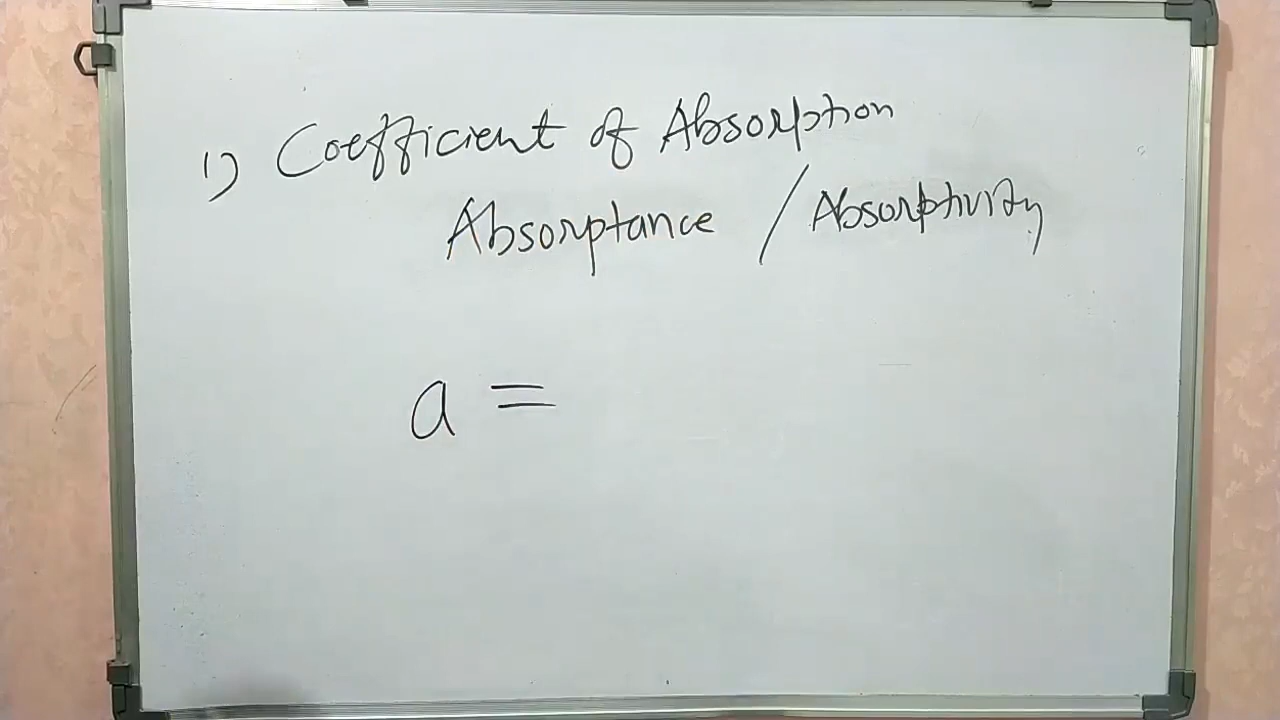 1) Coefficient of Absorption
Absorptance / Absorptivity
a =